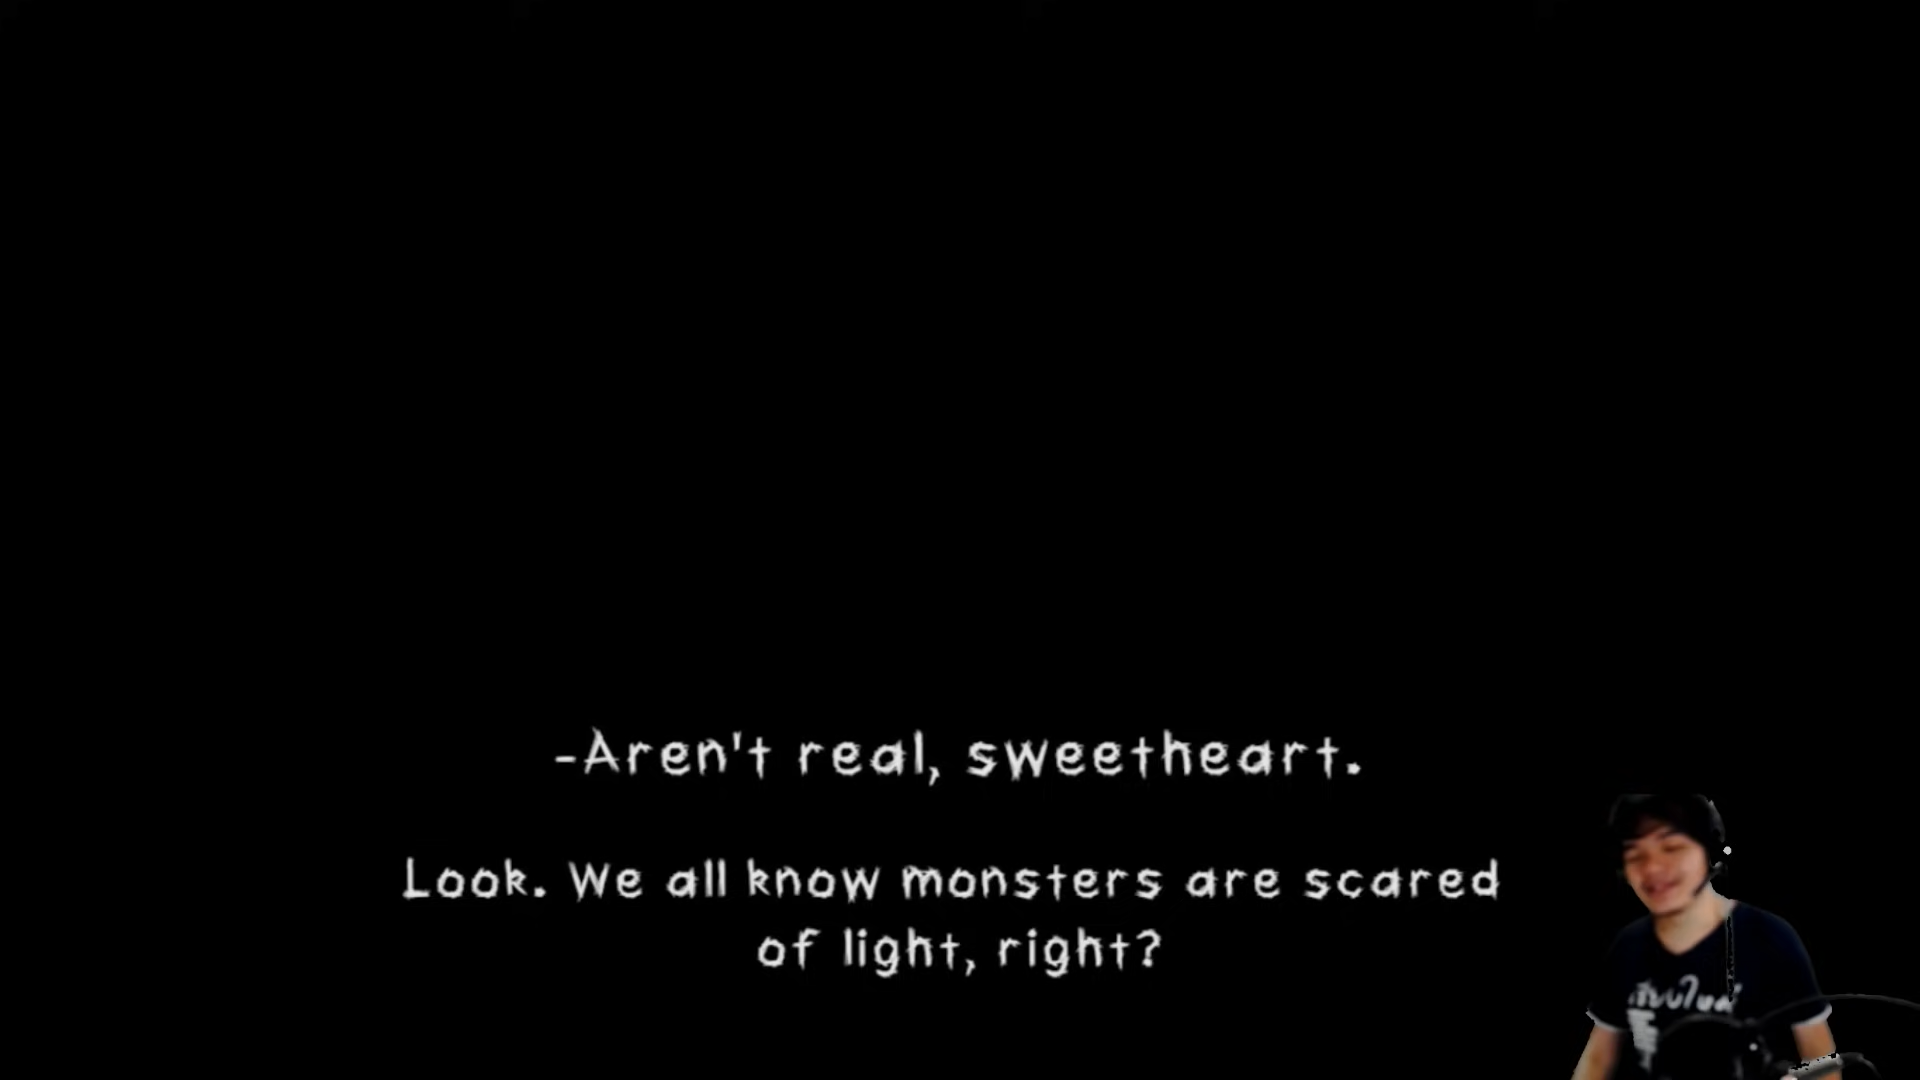 -Aren't real, sweetheart.
Look. We all know monsters are scared
of light, right?